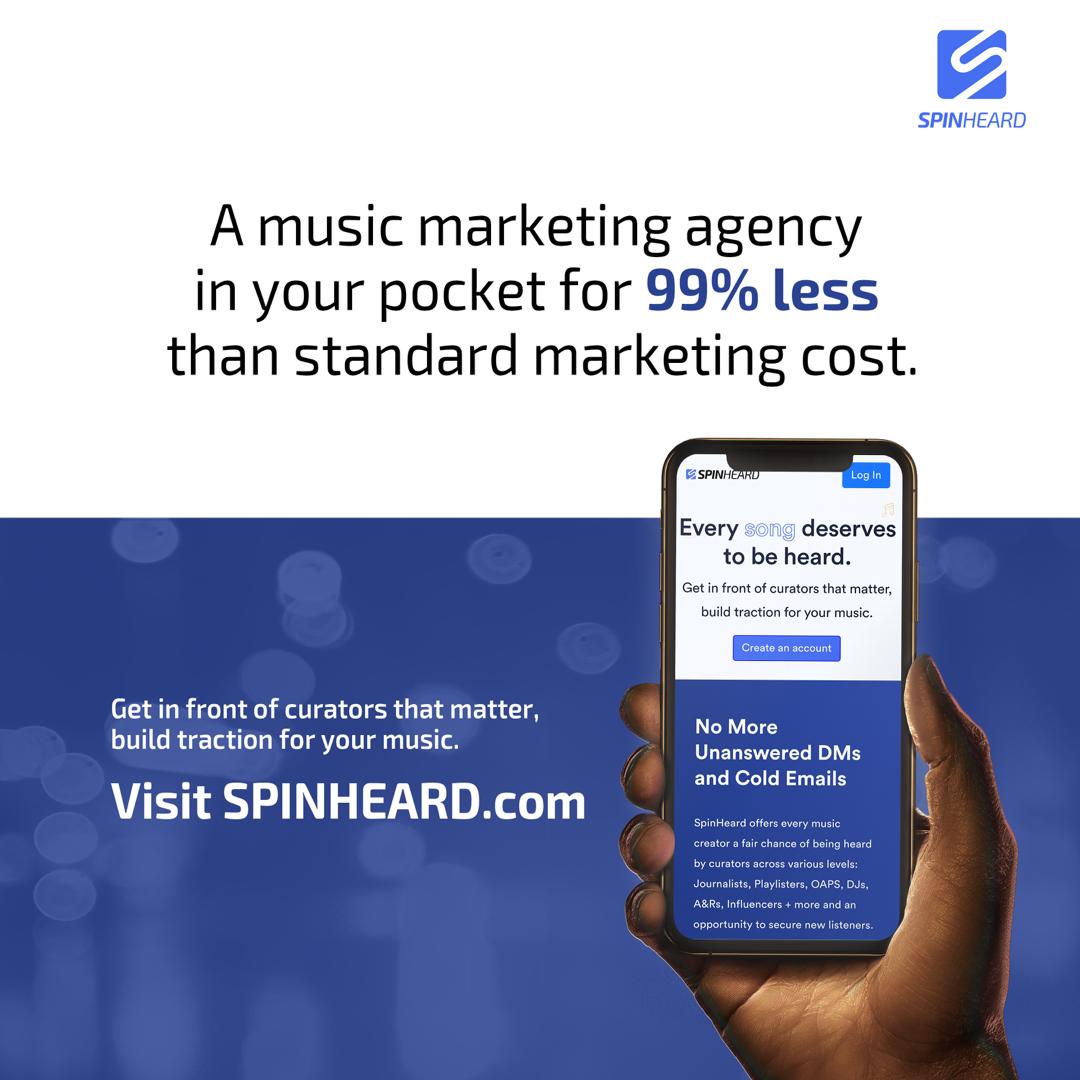 SPINHEARD
A music marketing agency
in your pocket for 99% less
than standard marketing cost.
SPINHEARD
Log In
Every song deserves
to be heard.
Get in front of curators that matter,
build traction for your music.
Create an account
No More
Unanswered DMs
and Cold Emails
SpinHeard offers every music
creator a fair chance of being heard
by curators across various levels:
Journalists, Playlisters, OAPS, DJs,
A&Rs, Influencers + more and an
opportunity to secure new listeners.
Get in front of curators that matter,
build traction for your music.
Visit SPINHEARD.com